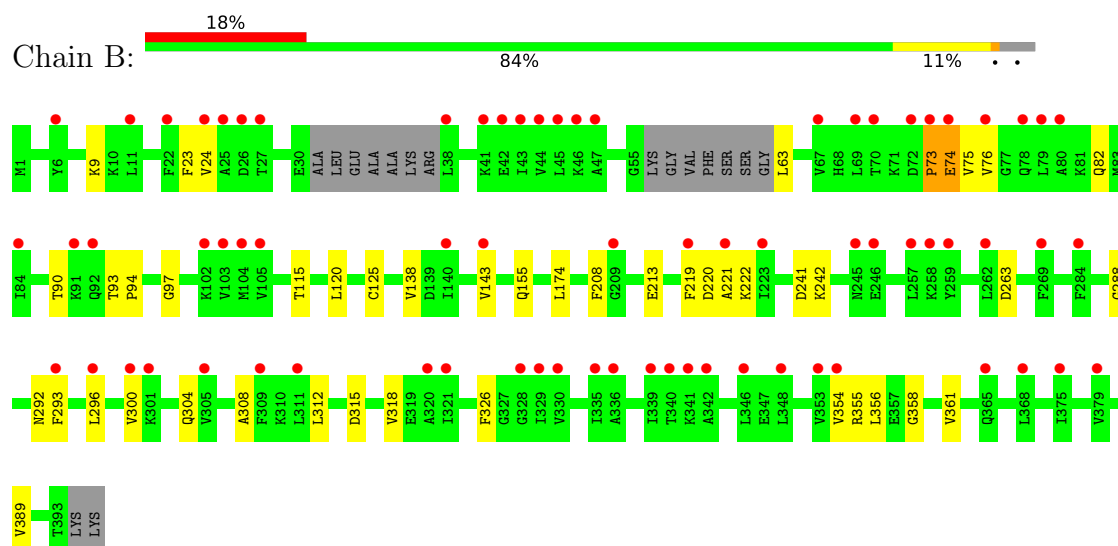 18%
Chain B:
84% 11% • •
M1 Y6 K9 K10 L11 F22 F23 V24 A25 D26 T27 E30 ALA LEU GLU ALA ALA LYS ARG L38 K41 E42 I43 V44 L45 K46 A47 G55 LYS GLY VAL PHE SER SER GLY L63 V67 H68 L69 T70 K71 D72 P73 E74 V75 V76 G77 Q78 L79 A80 K81 Q82 M83
I84 T90 K91 Q92 T93 P94 G97 K102 V103 M104 V105 T115 L120 C125 V138 D139 I140 V143 Q155 L174 F208 G209 E213 F219 D220 A221 K222 I223 D241 K242 N245 E246 L257 K258 Y259 L262 D263 F269 F284 G288
N292 F293 L296 V300 K301 Q304 V305 A308 F309 K310 L311 L312 D315 V318 E319 A320 I321 F326 G327 G328 I329 V330 I335 A336 I339 T340 K341 A342 L346 E347 L348 V353 V354 R355 L356 E357 G358 V361 Q365 L368 I375 V379
V389 T393 LYS LYS